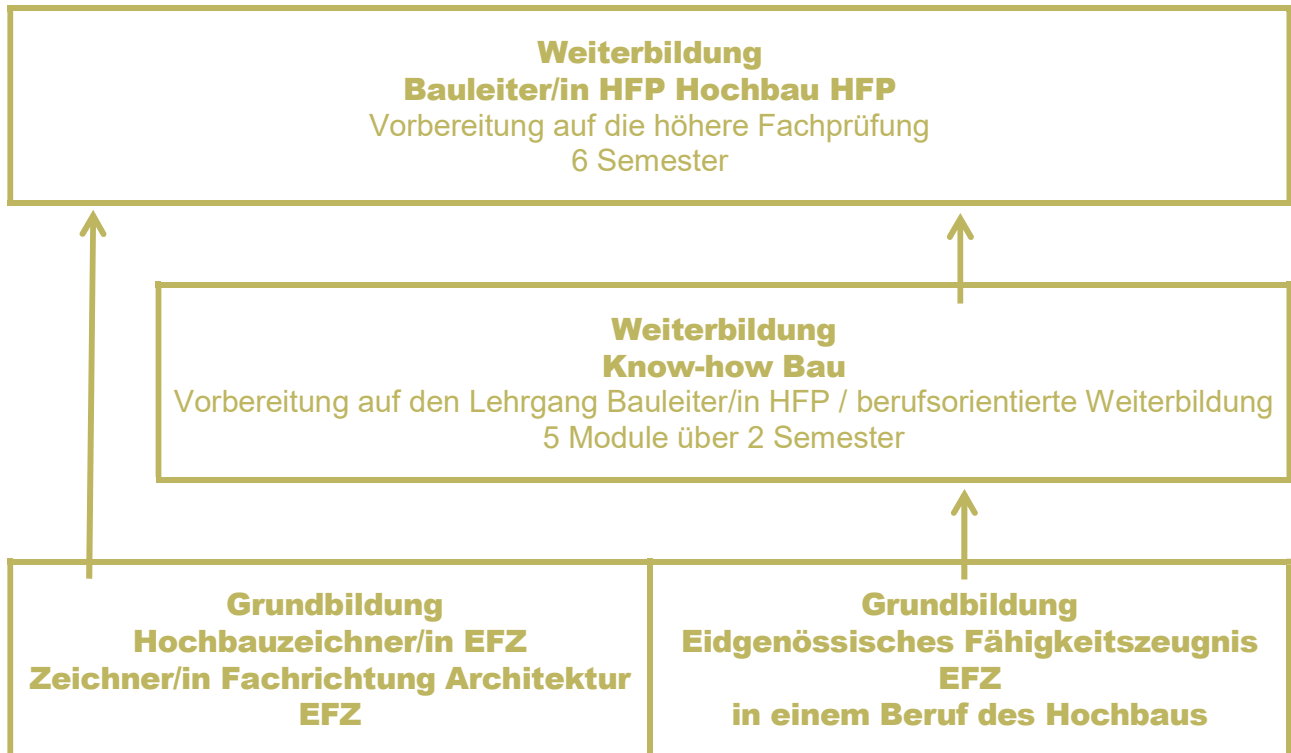 Weiterbildung
Bauleiter/in HFP Hochbau HFP
Vorbereitung auf die höhere Fachprüfung
6 Semester
Weiterbildung
Know-how Bau
Vorbereitung auf den Lehrgang Bauleiter/in HFP / berufsorientierte Weiterbildung
5 Module über 2 Semester
Grundbildung
Hochbauzeichner/in EFZ
Zeichner/in Fachrichtung Architektur
EFZ
Grundbildung
Eidgenössisches Fähigkeitszeugnis
EFZ
in einem Beruf des Hochbaus